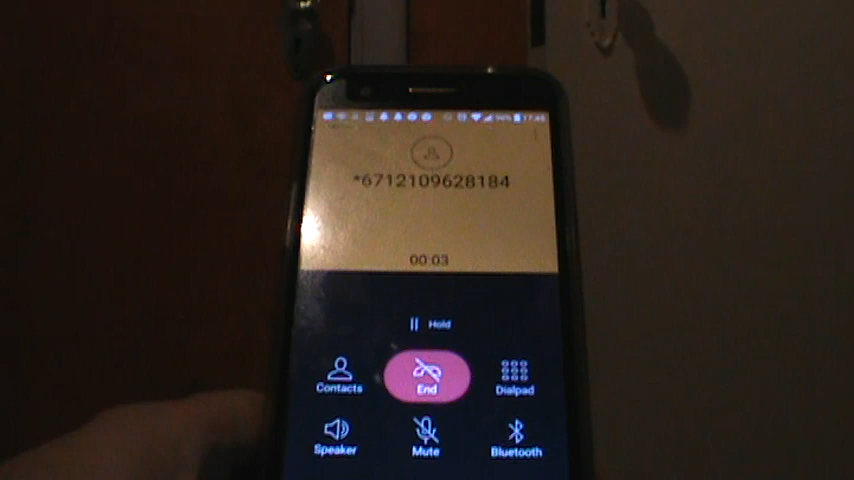 *6712109628184
00:03
Hold
Contacts
End
Dialpad
Speaker
Mute
Bluetooth